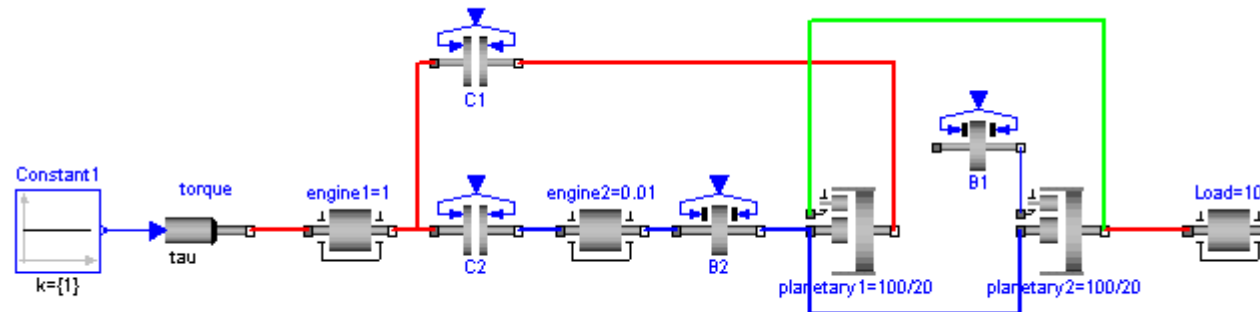 C1
Constant1
torque
engine1=1
engine2=0.01
B1
Load=10
tau
C2
B2
k={1}
planetary1=100/20
planetary2=100/20